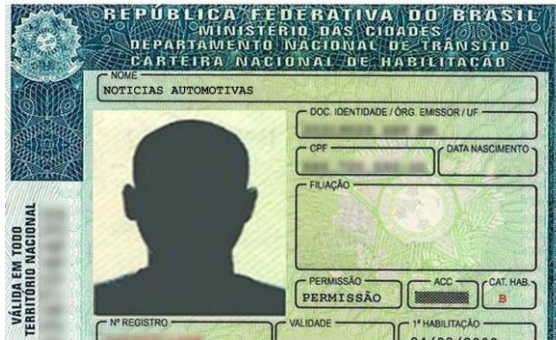 REPÚBLICA FEDERATIVA DO BRASIL
MINISTÉRIO DAS CIDADES
DEPARTAMENTO NACIONAL DE TRÂNSITO
CARTEIRA NACIONAL DE HABILITAÇÃO
NOME
NOTICIAS AUTOMOTIVAS
DOC. IDENTIDADE / ÓRG. EMISSOR / UF
CPF
DATA NASCIMENTO
FILIAÇÃO
PERMISSÃO
ACC
CAT. HAB.
PERMISSÃO
B
Nº REGISTRO
VALIDADE
1ª HABILITAÇÃO
VÁLIDA EM TODO
TERRITÓRIO NACIONAL